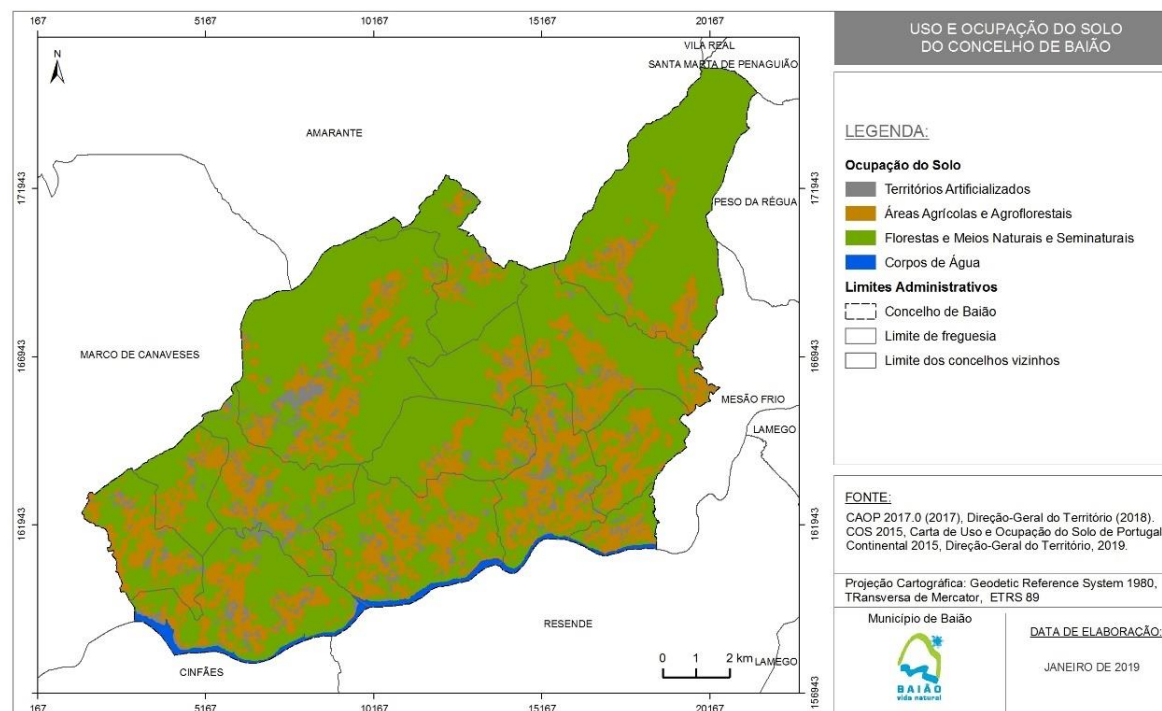 167
5167
10167
15167
20167
N
VILA REAL
SANTA MARTA DE PENAGUIÃO
AMARANTE
171943
171943
PESO DA RÉGUA
MARCO DE CANAVESES
166943
166943
MESÃO FRIO
LAMEGO
161943
161943
RESENDE
CINFÃES
0 1 2 km
LAMEGO
156943
167
5167
10167
15167
20167
USO E OCUPAÇÃO DO SOLO
DO CONCELHO DE BAIÃO
LEGENDA:
Ocupação do Solo
Territórios Artificializados
Áreas Agrícolas e Agroflorestais
Florestas e Meios Naturais e Seminaturais
Corpos de Água
Limites Administrativos
Concelho de Baião
Limite de freguesia
Limite dos concelhos vizinhos
FONTE:
CAOP 2017.0 (2017), Direção-Geral do Território (2018).
COS 2015, Carta de Uso e Ocupação do Solo de Portugal
Continental 2015, Direção-Geral do Território, 2019.
Projeção Cartográfica: Geodetic Reference System 1980,
TRansversa de Mercator, ETRS 89
Município de Baião
BAIÃO
vida natural
DATA DE ELABORAÇÃO:
JANEIRO DE 2019